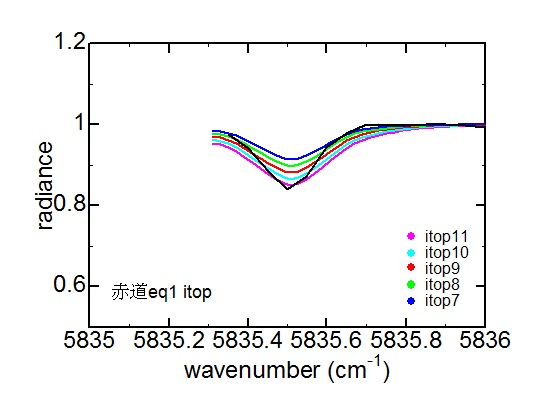 1.2
1
0.8
0.6
radiance
itop11
itop10
itop9
itop8
itop7
赤道eq1 itop
5835 5835.2 5835.4 5835.6 5835.8 5836
wavenumber (cm-1)